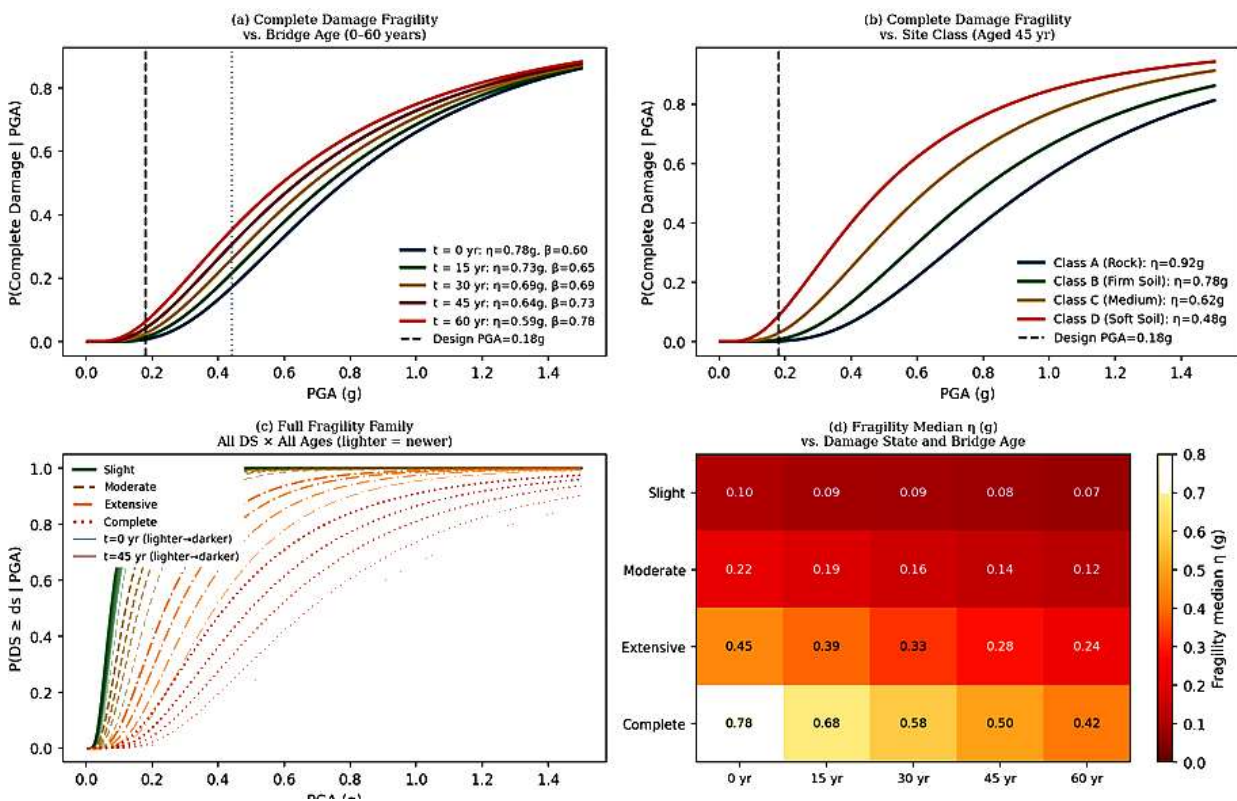 (a) Complete Damage Fragility
vs. Bridge Age (0–60 years)
P(Complete Damage | PGA)
0.8
0.6
0.4
0.2
0.0
t = 0 yr: η=0.78g, β=0.60
t = 15 yr: η=0.73g, β=0.65
t = 30 yr: η=0.69g, β=0.69
t = 45 yr: η=0.64g, β=0.73
t = 60 yr: η=0.59g, β=0.78
Design PGA=0.18g
0.0 0.2 0.4 0.6 0.8 1.0 1.2 1.4
PGA (g)
(b) Complete Damage Fragility
vs. Site Class (Aged 45 yr)
P(Complete Damage | PGA)
0.8
0.6
0.4
0.2
0.0
Class A (Rock): η=0.92g
Class B (Firm Soil): η=0.78g
Class C (Medium): η=0.62g
Class D (Soft Soil): η=0.48g
Design PGA=0.18g
0.0 0.2 0.4 0.6 0.8 1.0 1.2 1.4
PGA (g)
(c) Full Fragility Family
All DS × All Ages (lighter = newer)
P(DS ≥ ds | PGA)
1.0
0.8
0.6
0.4
0.2
0.0
Slight
Moderate
Extensive
Complete
t=0 yr (lighter→darker)
t=45 yr (lighter→darker)
0.0 0.2 0.4 0.6 0.8 1.0 1.2 1.4
PGA (g)
(d) Fragility Median η (g)
vs. Damage State and Bridge Age
Slight 0.10 0.09 0.09 0.08 0.07
Moderate 0.22 0.19 0.16 0.14 0.12
Extensive 0.45 0.39 0.33 0.28 0.24
Complete 0.78 0.68 0.58 0.50 0.42
0 yr 15 yr 30 yr 45 yr 60 yr
0.8
0.7
0.6
0.5
0.4
0.3
0.2
0.1
0.0
Fragility median η (g)